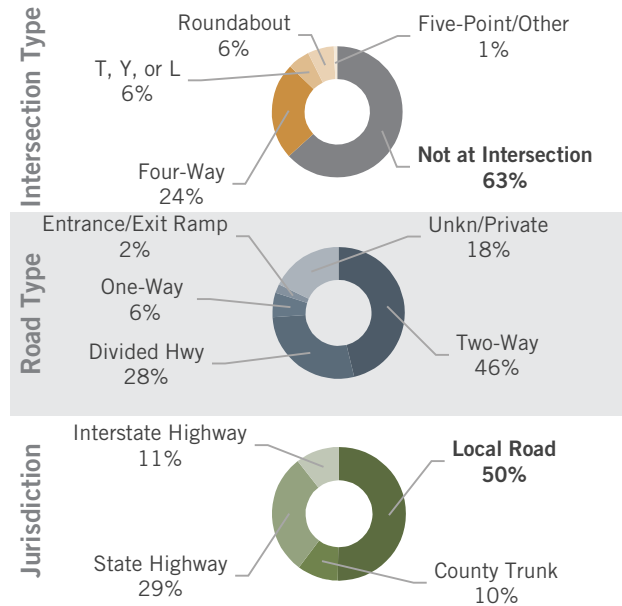 Intersection Type
Roundabout
6%
Five-Point/Other
1%
T, Y, or L
6%
Four-Way
24%
Not at Intersection
63%
Road Type
Entrance/Exit Ramp
2%
Unkn/Private
18%
One-Way
6%
Divided Hwy
28%
Two-Way
46%
Jurisdiction
Interstate Highway
11%
Local Road
50%
State Highway
29%
County Trunk
10%